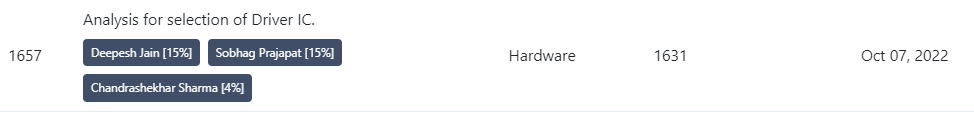 Analysis for selection of Driver IC.
1657
Deepesh Jain [15%] Sobhag Prajapat [15%]
Hardware
1631
Oct 07, 2022
Chandrashekhar Sharma [4%]